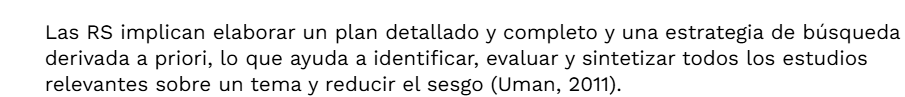 Las RS implican elaborar un plan detallado y completo y una estrategia de búsqueda
derivada a priori, lo que ayuda a identificar, evaluar y sintetizar todos los estudios
relevantes sobre un tema y reducir el sesgo (Uman, 2011).